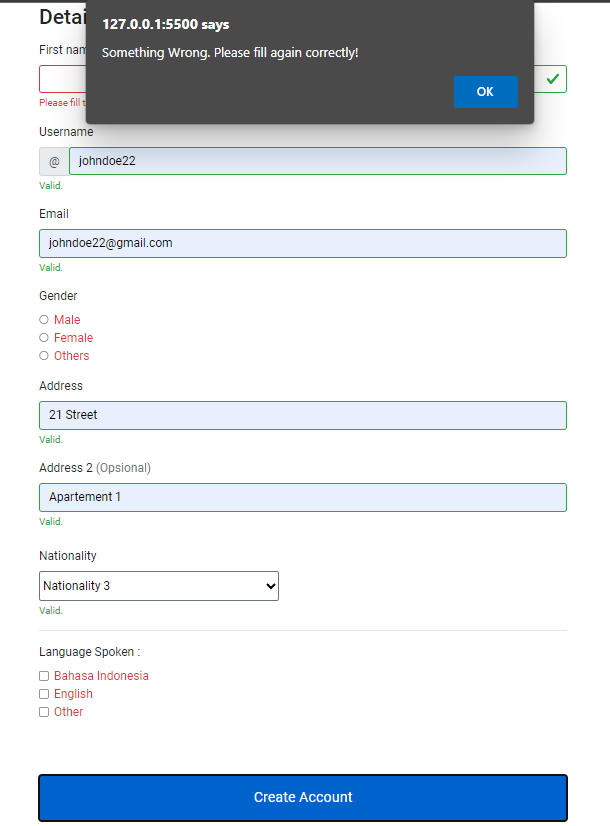 Detai
127.0.0.1:5500 says
Something Wrong. Please fill again correctly!
OK
First nam
Please fill t
Username
@ johndoe22
Valid.
Email
johndoe22@gmail.com
Valid.
Gender
Male
Female
Others
Address
21 Street
Valid.
Address 2 (Opsional)
Apartement 1
Valid.
Nationality
Nationality 3
Valid.
Language Spoken :
Bahasa Indonesia
English
Other
Create Account